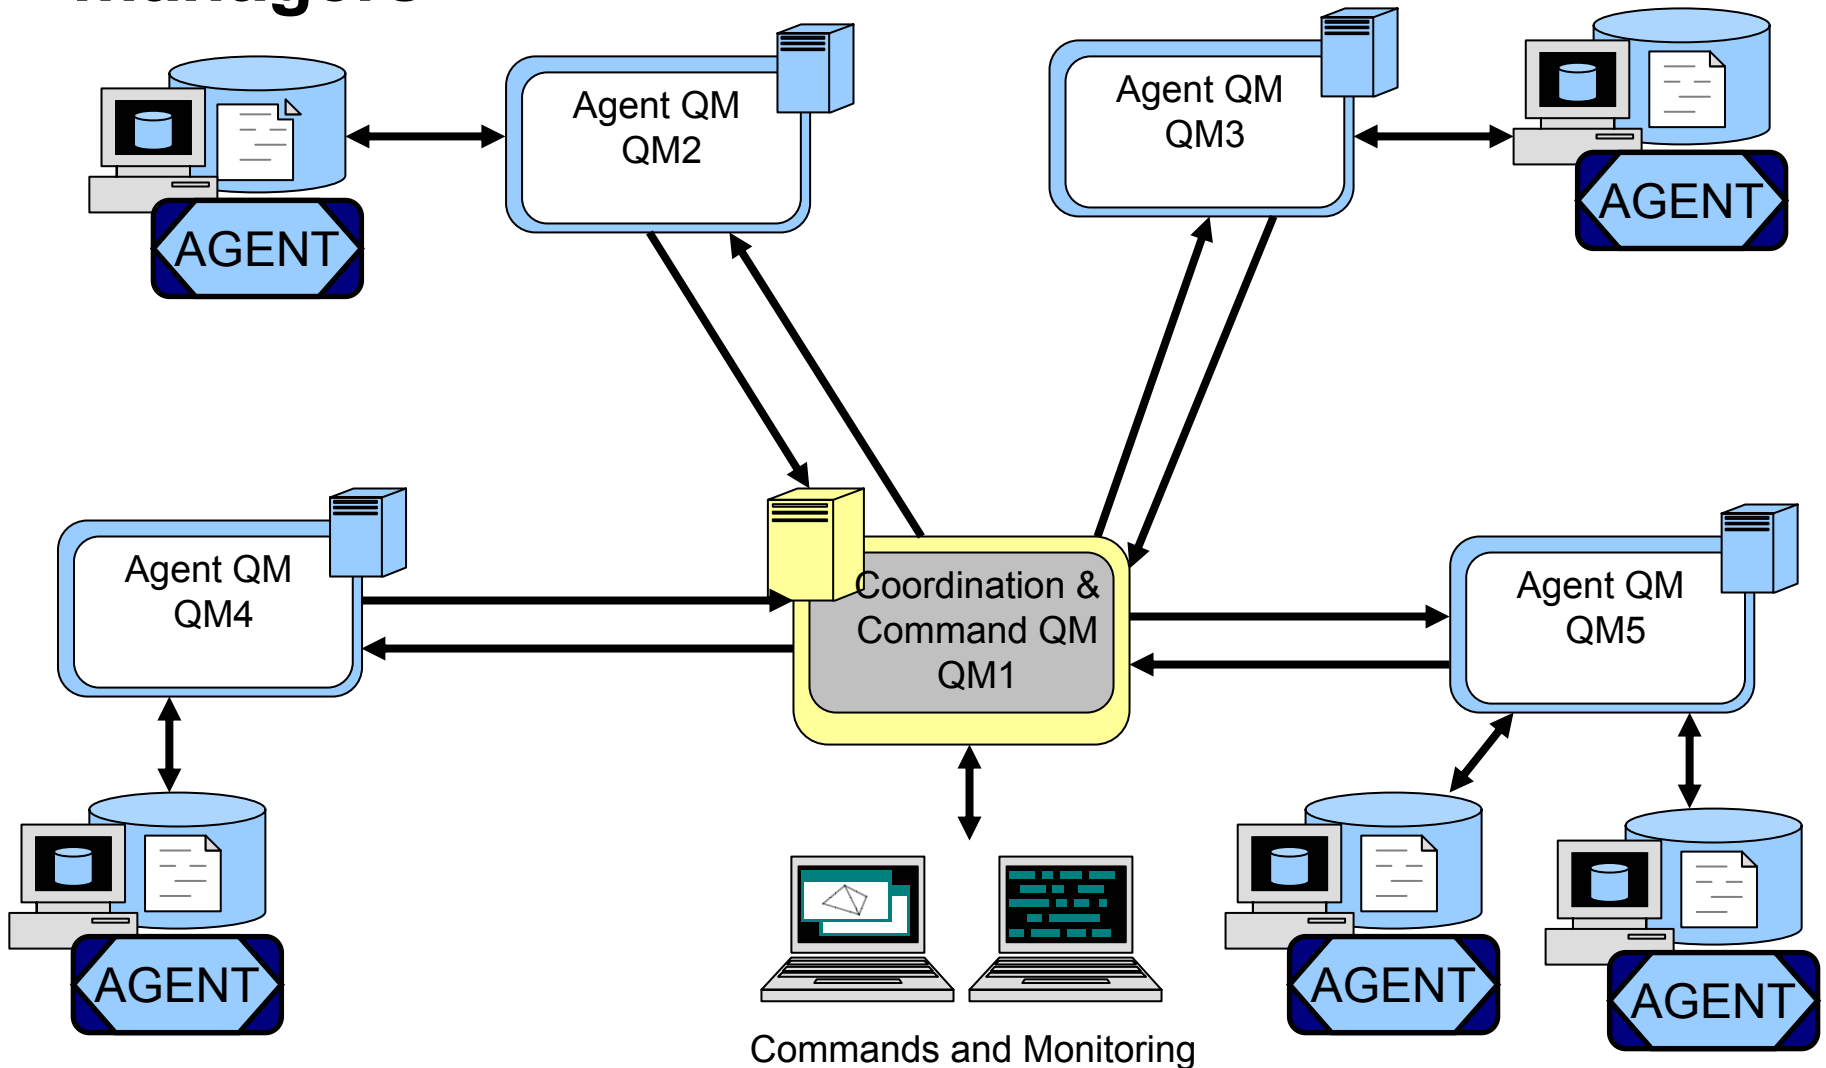 Agent QM
QM2
Agent QM
QM3
AGENT
AGENT
Agent QM
QM4
Coordination &
Command QM
QM1
Agent QM
QM5
AGENT
AGENT
AGENT
Commands and Monitoring